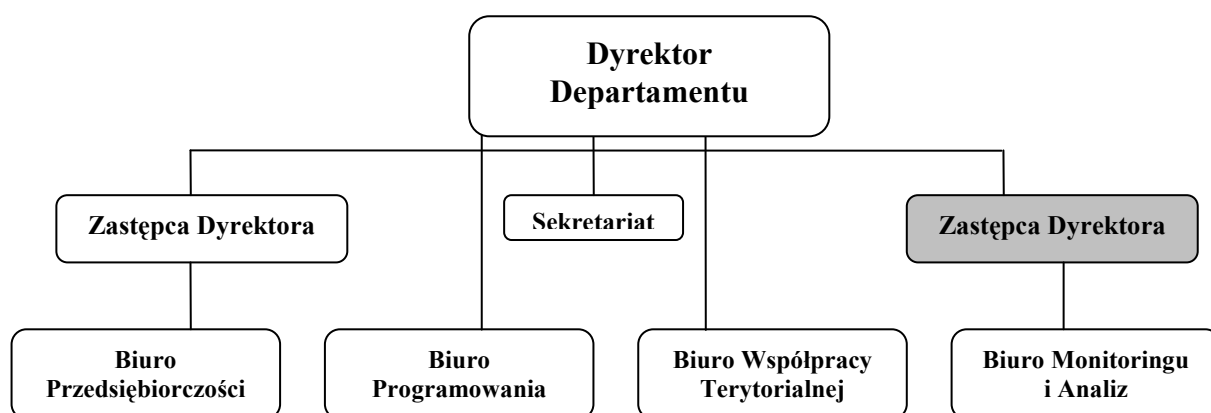 Dyrektor
Departamentu
Zastępca Dyrektora
Sekretariat
Zastępca Dyrektora
Biuro
Przedsiębiorczości
Biuro
Programowania
Biuro Współpracy
Terytorialnej
Biuro Monitoringu
i Analiz